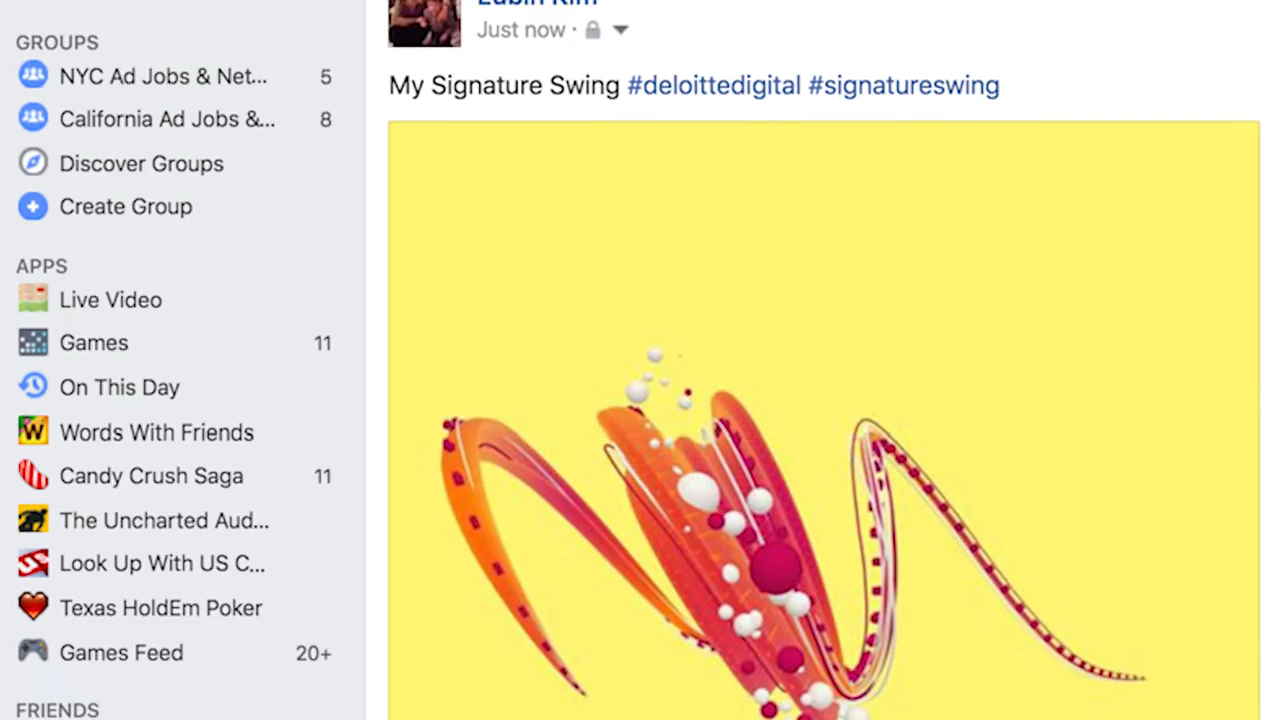 GROUPS
NYC Ad Jobs & Net... 5
California Ad Jobs &... 8
Discover Groups
Create Group
APPS
Live Video
Games 11
On This Day
Words With Friends
Candy Crush Saga 11
The Uncharted Aud...
Look Up With US C...
Texas HoldEm Poker
Games Feed 20+
FRIENDS
Just now ·
My Signature Swing #deloittedigital #signatureswing